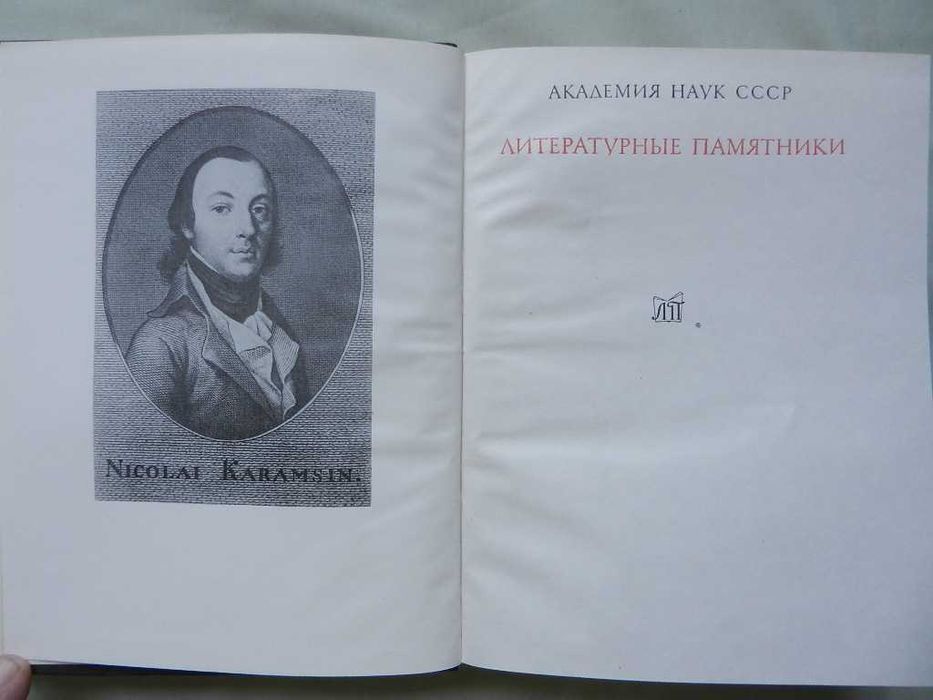 NICOLAI KARAMSIN.
АКАДЕМИЯ НАУК СССР
ЛИТЕРАТУРНЫЕ ПАМЯТНИКИ
ЛП